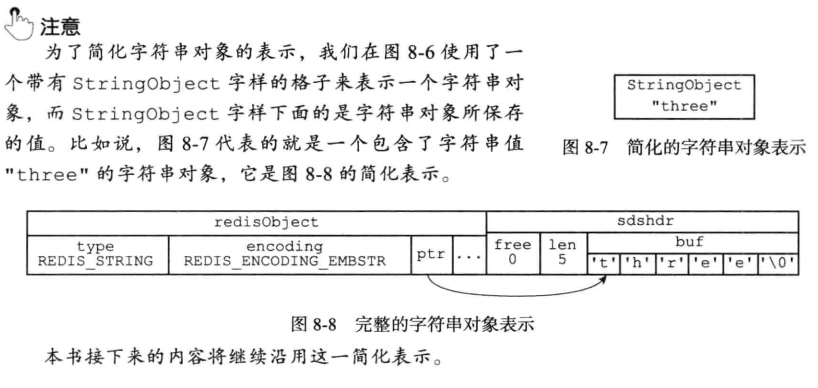 注意
为了简化字符串对象的表示，我们在图 8-6 使用了一
个带有 StringObject 字样的格子来表示一个字符串对
象，而 StringObject 字样下面的是字符串对象所保存
的值。比如说，图 8-7 代表的就是一个包含了字符串值
"three" 的字符串对象，它是图 8-8 的简化表示。
StringObject
"three"
图 8-7 简化的字符串对象表示
redisObject
sdshdr
type
REDIS_STRING
encoding
REDIS_ENCODING_EMBSTR
ptr
...
free
0
len
5
buf
't' 'h' 'r' 'e' 'e' '\0'
图 8-8 完整的字符串对象表示
本书接下来的内容将继续沿用这一简化表示。